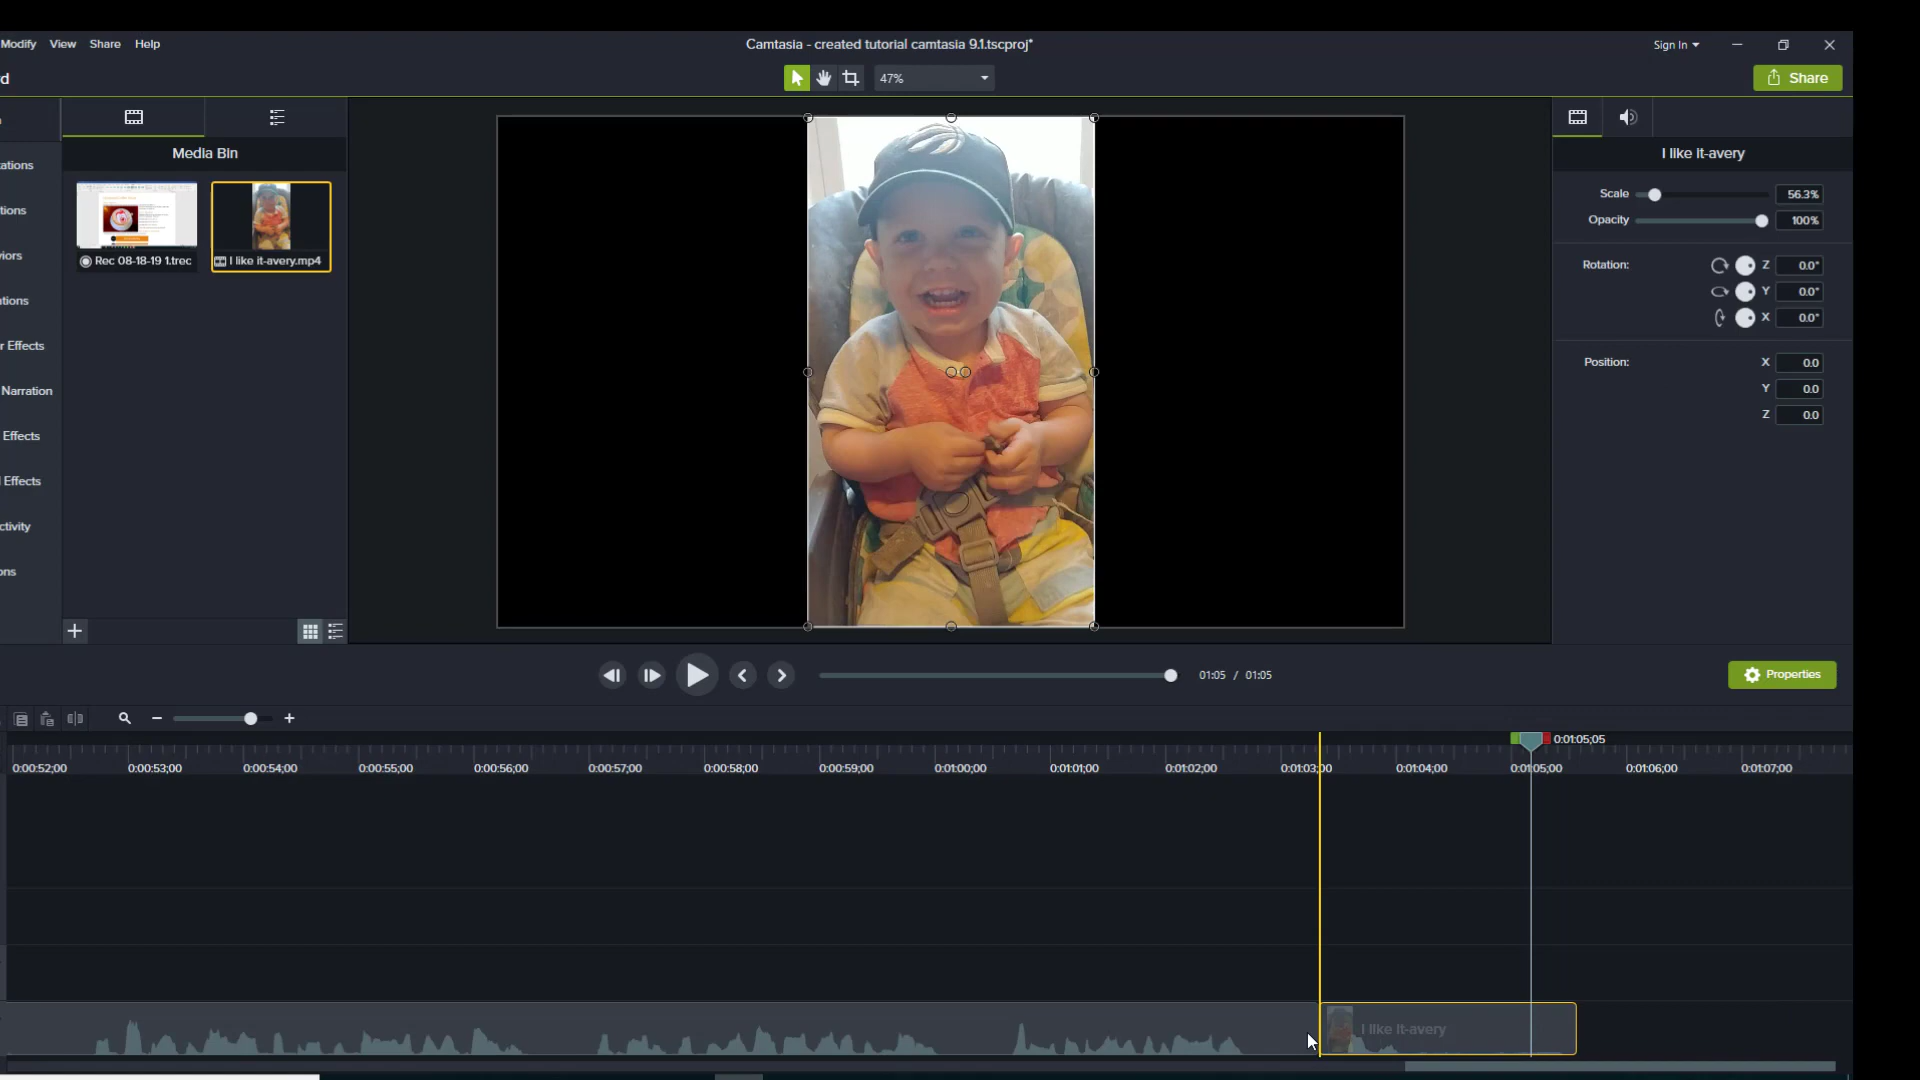 Modify View Share Help
Camtasia - created tutorial camtasia 9.1.tscproj*
Sign In
d
47%
Share
Media Bin
I like it-avery
Rec 08-18-19 1.trec
I like it-avery.mp4
ations
tions
iors
tions
r Effects
Narration
Effects
l Effects
ctivity
ons
Scale 56.3%
Opacity 100%
Rotation: Z 0.0°
Y 0.0°
X 0.0°
Position: X 0.0
Y 0.0
Z 0.0
01:05 / 01:05
Properties
0:01:05;05
0:00:52;00 0:00:53;00 0:00:54;00 0:00:55;00 0:00:56;00 0:00:57;00 0:00:58;00 0:00:59;00 0:01:00;00 0:01:01;00 0:01:02;00 0:01:03;00 0:01:04;00 0:01:05;00 0:01:06;00 0:01:07;00
I like it-avery